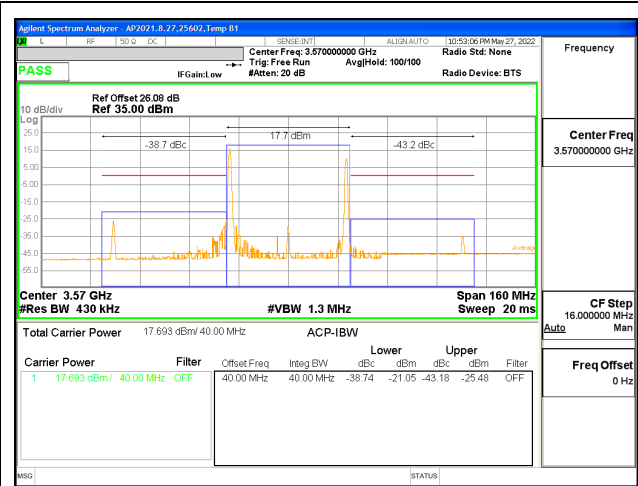 Agilent Spectrum Analyzer - AP2021.8.27,25602,Temp B1
L RF 50 Ω DC SENSE:INT ALIGN AUTO 10:53:06 PM May 27, 2022
Center Freq: 3.570000000 GHz Radio Std: None
Trig: Free Run Avg|Hold: 100/100
PASS IFGain:Low #Atten: 20 dB Radio Device: BTS
Ref Offset 26.08 dB
10 dB/div Ref 35.00 dBm
Log
25.0
15.0
5.00
-5.00
-15.0
-25.0
-35.0
-45.0
-55.0
-38.7 dBc 17.7 dBm -43.2 dBc
Average
Center 3.57 GHz Span 160 MHz
#Res BW 430 kHz #VBW 1.3 MHz Sweep 20 ms
Total Carrier Power 17.693 dBm/ 40.00 MHz ACP-IBW
Lower Upper
Carrier Power Filter Offset Freq Integ BW dBc dBm dBc dBm Filter
1 17.693 dBm / 40.00 MHz OFF 40.00 MHz 40.00 MHz -38.74 -21.05 -43.18 -25.48 OFF
MSG STATUS
Frequency
Center Freq
3.570000000 GHz
CF Step
16.000000 MHz
Auto Man
Freq Offset
0 Hz